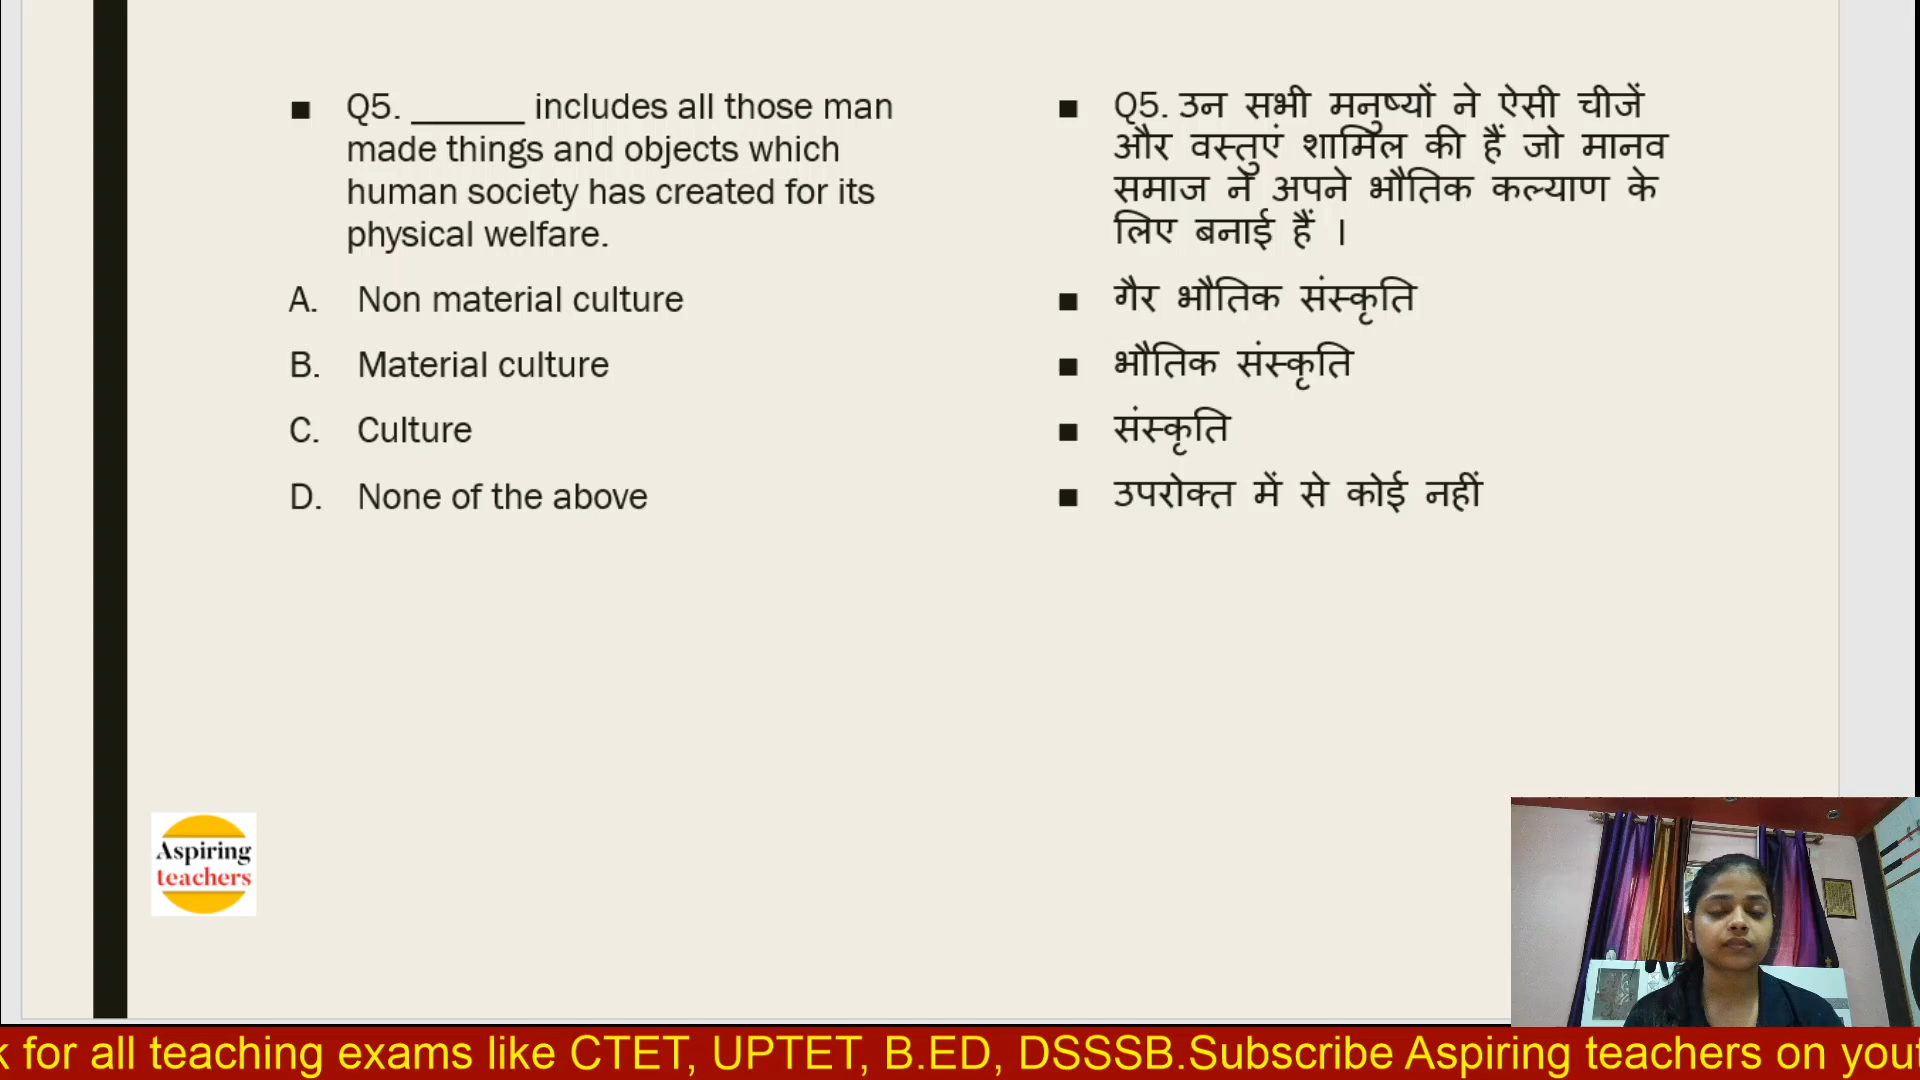 Q5. ______ includes all those man
made things and objects which
human society has created for its
physical welfare.
A. Non material culture
B. Material culture
C. Culture
D. None of the above
Q5. उन सभी मनुष्यों ने ऐसी चीजें
और वस्तुएं शामिल की हैं जो मानव
समाज ने अपने भौतिक कल्याण के
लिए बनाई हैं ।
गैर भौतिक संस्कृति
भौतिक संस्कृति
संस्कृति
उपरोक्त में से कोई नहीं
Aspiring
teachers
for all teaching exams like CTET, UPTET, B.ED, DSSSB.Subscribe Aspiring teachers on